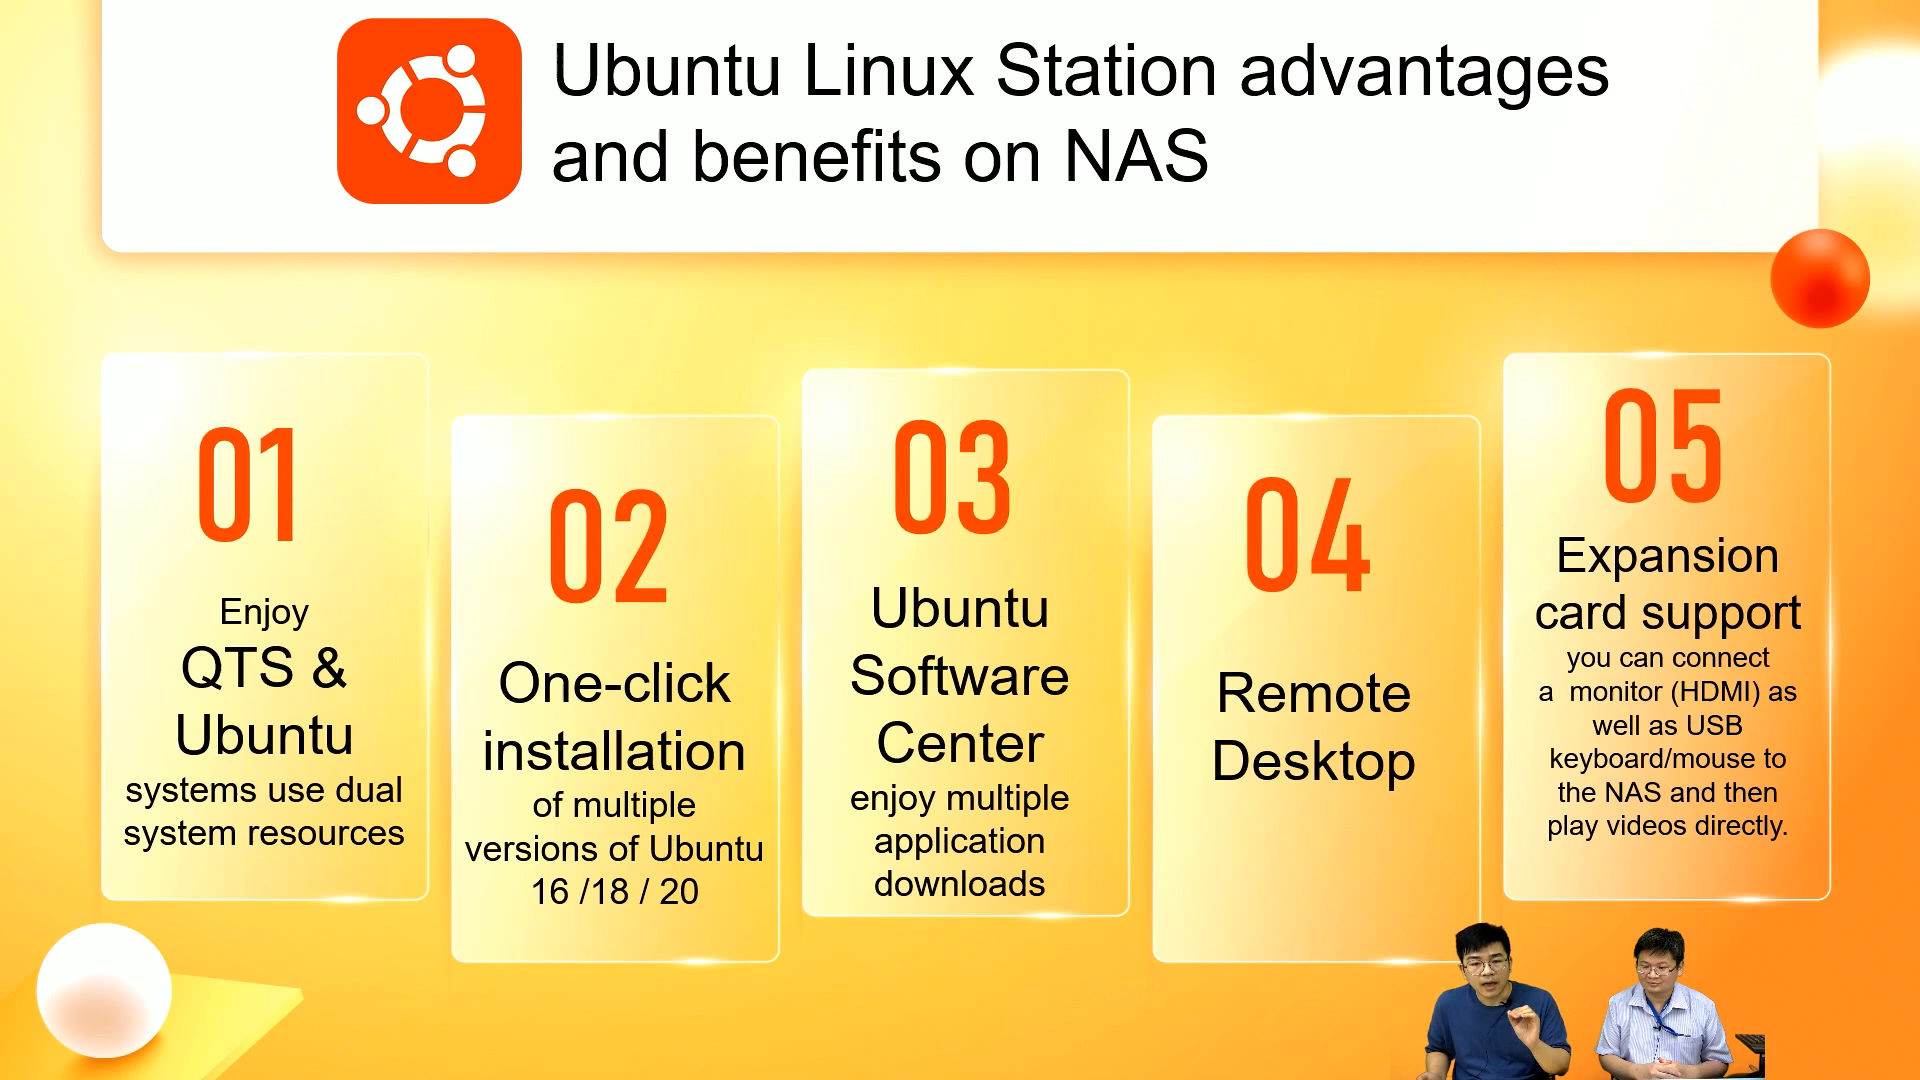 Ubuntu Linux Station advantages
and benefits on NAS
01
Enjoy
QTS &
Ubuntu
systems use dual
system resources
02
One-click
installation
of multiple
versions of Ubuntu
16 /18 / 20
03
Ubuntu
Software
Center
enjoy multiple
application
downloads
04
Remote
Desktop
05
Expansion
card support
you can connect
a  monitor (HDMI) as
well as USB
keyboard/mouse to
the NAS and then
play videos directly.